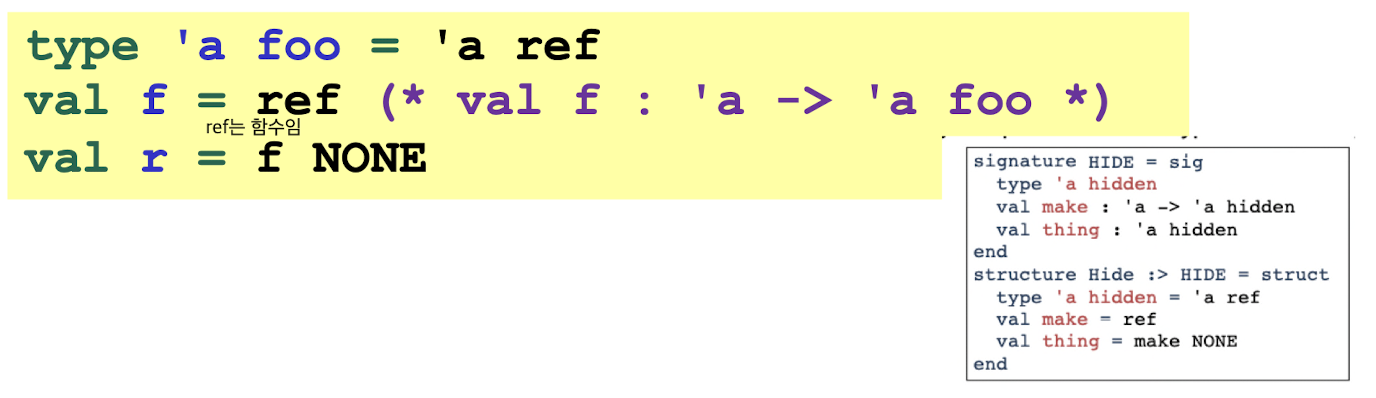 type 'a foo = 'a ref
val f = ref (* val f : 'a -> 'a foo *)
ref는 함수임
val r = f NONE
signature HIDE = sig
type 'a hidden
val make : 'a -> 'a hidden
val thing : 'a hidden
end
structure Hide :> HIDE = struct
type 'a hidden = 'a ref
val make = ref
val thing = make NONE
end